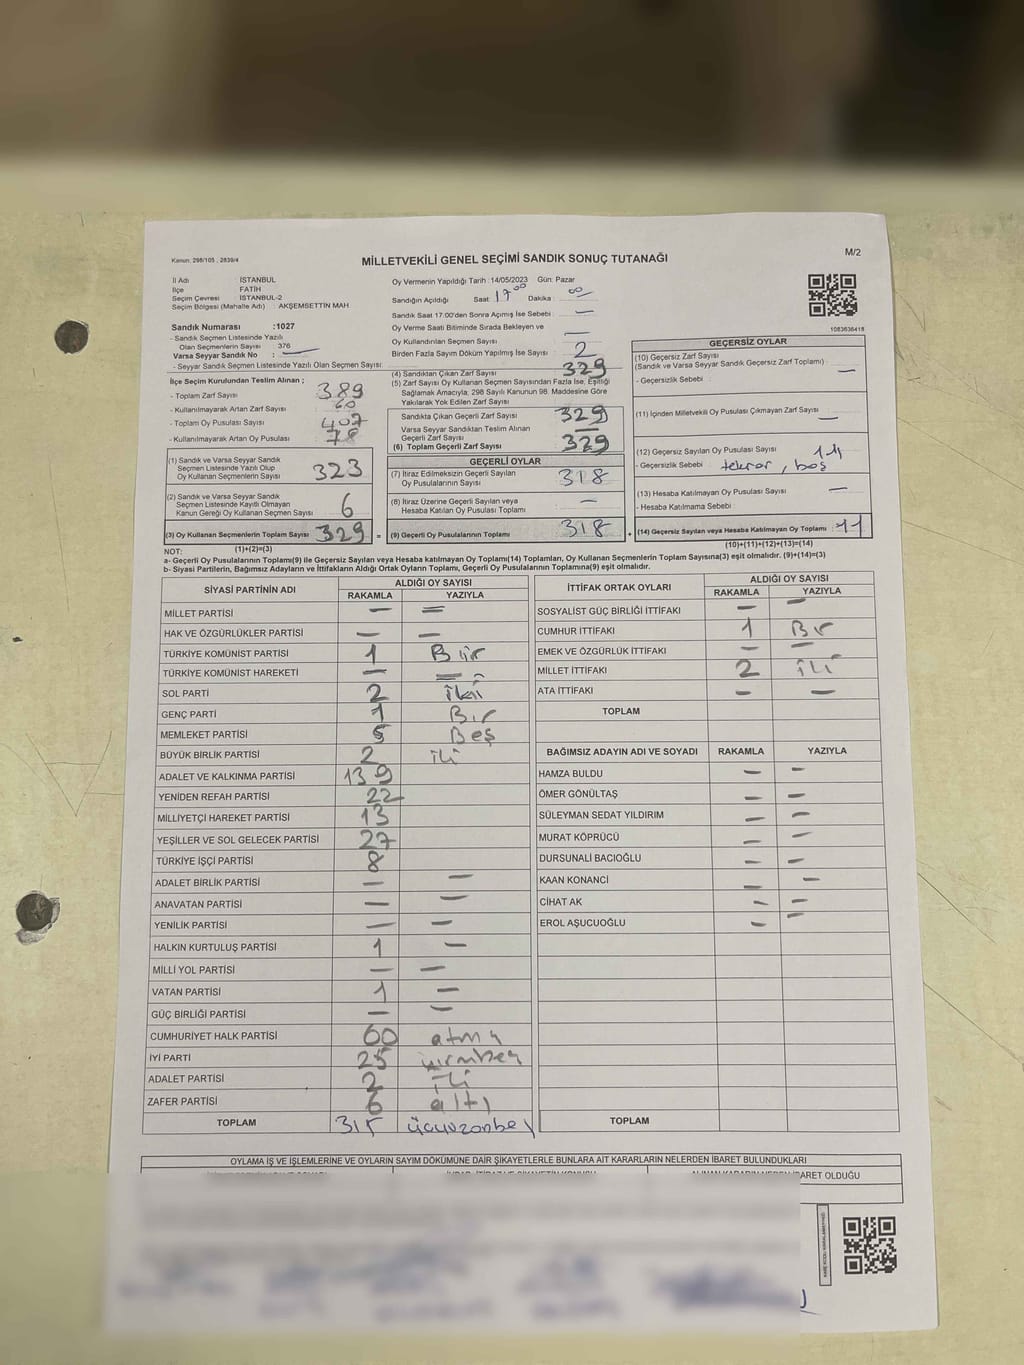 Kanun: 298/105 , 2839/4
MİLLETVEKİLİ GENEL SEÇİMİ SANDIK SONUÇ TUTANAĞI
M/2
İl Adı İSTANBUL
İlçe FATİH
Seçim Çevresi İSTANBUL-2
Seçim Bölgesi (Mahalle Adı) : AKŞEMSETTİN MAH
Sandık Numarası :1027
- Sandık Seçmen Listesinde Yazılı
Olan Seçmenlerin Sayısı : 376
Varsa Seyyar Sandık No : —
- Seyyar Sandık Seçmen Listesinde Yazılı Olan Seçmen Sayısı:
Oy Vermenin Yapıldığı Tarih :14/05/2023 Gün: Pazar
Sandığın Açıldığı Saat : 17 00 Dakika : 00
Sandık Saat 17:00'den Sonra Açımış İse Sebebi : —
Oy Verme Saati Bitiminde Sırada Bekleyen ve
Oy Kullandırılan Seçmen Sayısı : —
Birden Fazla Sayım Döküm Yapılmış İse Sayısı : 2
1083636418
İlçe Seçim Kurulundan Teslim Alınan ;
- Toplam Zarf Sayısı : 389
- Kullanılmayarak Artan Zarf Sayısı : 60
- Toplam Oy Pusulası Sayısı : 407
- Kullanılmayarak Artan Oy Pusulası : 78
(1) Sandık ve Varsa Seyyar Sandık
Seçmen Listesinde Yazılı Olup
Oy Kullanan Seçmenlerin Sayısı 323
(2) Sandık ve Varsa Seyyar Sandık
Seçmen Listesinde Kayıtlı Olmayan
Kanun Gereği Oy Kullanan Seçmen Sayısı 6
(3) Oy Kullanan Seçmenlerin Toplam Sayısı 329 =
(1)+(2)=(3)
(4) Sandıktan Çıkan Zarf Sayısı : 329
(5) Zarf Sayısı Oy Kullanan Seçmen Sayısından Fazla İse, Eşitliği
Sağlamak Amacıyla, 298 Sayılı Kanunun 98. Maddesine Göre
Yakılarak Yok Edilen Zarf Sayısı :
Sandıkta Çıkan Geçerli Zarf Sayısı : 329
Varsa Seyyar Sandıktan Teslim Alınan
Geçerli Zarf Sayısı : —
(6) Toplam Geçerli Zarf Sayısı : 329
GEÇERLİ OYLAR
(7) İtiraz Edilmeksizin Geçerli Sayılan
Oy Pusulalarının Sayısı : 318
(8) İtiraz Üzerine Geçerli Sayılan veya
Hesaba Katılan Oy Pusulası Toplamı : —
(9) Geçerli Oy Pusulalarının Toplamı : 318 +
GEÇERSİZ OYLAR
(10) Geçersiz Zarf Sayısı
(Sandık ve Varsa Seyyar Sandık Geçersiz Zarf Toplamı) : —
- Geçersizlik Sebebi :
(11) İçinden Milletvekili Oy Pusulası Çıkmayan Zarf Sayısı : —
(12) Geçersiz Sayılan Oy Pusulası Sayısı : 11
- Geçersizlik Sebebi : tekrar, boş
(13) Hesaba Katılmayan Oy Pusulası Sayısı : —
- Hesaba Katılmama Sebebi :
(14) Geçersiz Sayılan veya Hesaba Katılmayan Oy Toplamı : 11
(10)+(11)+(12)+(13)=(14)
NOT:
a- Geçerli Oy Pusulalarının Toplamı(9) ile Geçersiz Sayılan veya Hesaba katılmayan Oy Toplamı(14) Toplamları, Oy Kullanan Seçmenlerin Toplam Sayısına(3) eşit olmalıdır. (9)+(14)=(3)
b- Siyasi Partilerin, Bağımsız Adayların ve İttifakların Aldığı Ortak Oyların Toplamı, Geçerli Oy Pusulalarının Toplamına(9) eşit olmalıdır.
SİYASİ PARTİNİN ADI ALDIĞI OY SAYISI
RAKAMLA YAZIYLA
MİLLET PARTİSİ — =
HAK VE ÖZGÜRLÜKLER PARTİSİ — —
TÜRKİYE KOMÜNİST PARTİSİ 1 Bir
TÜRKİYE KOMÜNİST HAREKETİ — =
SOL PARTİ 2 iki
GENÇ PARTİ 1 Bir
MEMLEKET PARTİSİ 5 Beş
BÜYÜK BİRLİK PARTİSİ 2 iki
ADALET VE KALKINMA PARTİSİ 139
YENİDEN REFAH PARTİSİ 22
MİLLİYETÇİ HAREKET PARTİSİ 13
YEŞİLLER VE SOL GELECEK PARTİSİ 27
TÜRKİYE İŞÇİ PARTİSİ 8
ADALET BİRLİK PARTİSİ — —
ANAVATAN PARTİSİ — —
YENİLİK PARTİSİ — —
HALKIN KURTULUŞ PARTİSİ 1 —
MİLLİ YOL PARTİSİ — —
VATAN PARTİSİ 1 —
GÜÇ BİRLİĞİ PARTİSİ — —
CUMHURİYET HALK PARTİSİ 60
İYİ PARTİ 25
ADALET PARTİSİ 2 iki
ZAFER PARTİSİ 6 altı
TOPLAM 315
İTTİFAK ORTAK OYLARI ALDIĞI OY SAYISI
RAKAMLA YAZIYLA
SOSYALİST GÜÇ BİRLİĞİ İTTİFAKI — —
CUMHUR İTTİFAKI 1 Bir
EMEK VE ÖZGÜRLÜK İTTİFAKI — —
MİLLET İTTİFAKI 2 iki
ATA İTTİFAKI — —
TOPLAM
BAĞIMSIZ ADAYIN ADI VE SOYADI RAKAMLA YAZIYLA
HAMZA BULDU — —
ÖMER GÖNÜLTAŞ — —
SÜLEYMAN SEDAT YILDIRIM — —
MURAT KÖPRÜCÜ — —
DURSUNALİ BACIOĞLU — —
KAAN KONANCİ — —
CİHAT AK — —
EROL AŞUCUOĞLU — —
TOPLAM
OYLAMA İŞ VE İŞLEMLERİNE VE OYLARIN SAYIM DÖKÜMÜNE DAİR ŞİKAYETLERLE BUNLARA AİT KARARLARIN NELERDEN İBARET BULUNDUKLARI
İBARET OLDUĞU